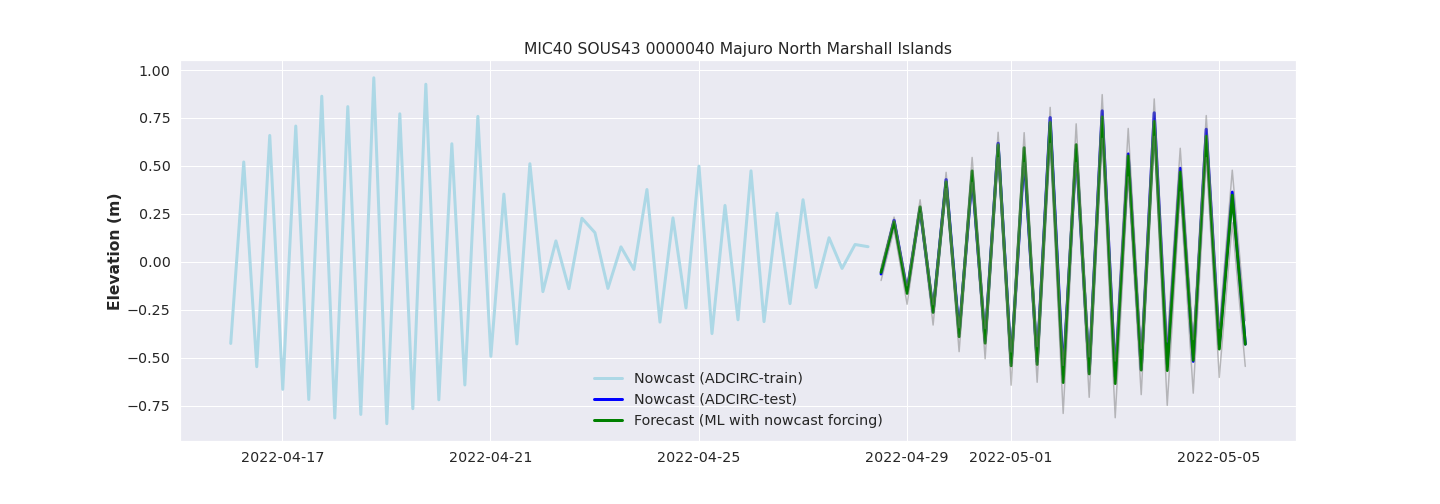 MIC40 SOUS43 0000040 Majuro North Marshall Islands
1.00
0.75
0.50
0.25
0.00
−0.25
−0.50
−0.75
Elevation (m)
Nowcast (ADCIRC-train)
Nowcast (ADCIRC-test)
Forecast (ML with nowcast forcing)
2022-04-17 2022-04-21 2022-04-25 2022-04-29 2022-05-01 2022-05-05